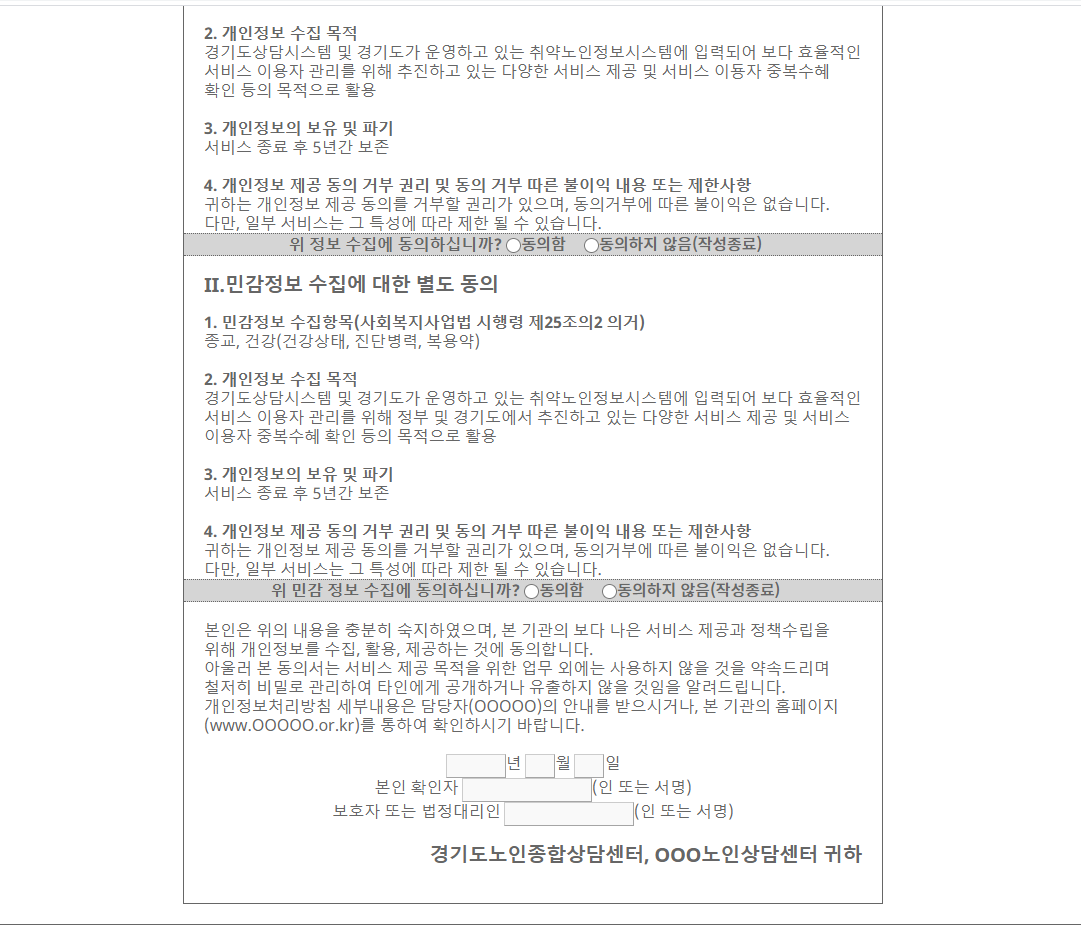 2. 개인정보 수집 목적
경기도상담시스템 및 경기도가 운영하고 있는 취약노인정보시스템에 입력되어 보다 효율적인
서비스 이용자 관리를 위해 추진하고 있는 다양한 서비스 제공 및 서비스 이둉자 중복수혜
확인 등의 목적으로 활용
3. 개인정보의 보유 및 파기
서비스 종료 후 5년간 보존
4. 개인정보 제공 동의 거부 권리 및 동의 거부 따른 불이익 내용 또는 제한사항
귀하는 개인정보 제공 동의를 거부할 권리가 있으며, 동의거부에 따른 불이익은 없습니다.
다만, 일부 서비스는 그 특성에 따라 제한 될 수 있습니다.
위 정보 수집에 동의하십니까? 동의함 동의하지 않음(작성종료)
II.민감정보 수집에 대한 별도 동의
1. 민감정보 수집항목(사회복지사업법 시행령 제25조의2 의거)
종교, 건강(건강상태, 진단병력, 복용약)
2. 개인정보 수집 목적
경기도상담시스템 및 경기도가 운영하고 있는 취약노인정보시스템에 입력되어 보다 효율적인
서비스 이용자 관리를 위해 정부 및 경기도에서 추진하고 있는 다양한 서비스 제공 및 서비스
이용자 중복수혜 확인 등의 목적으로 활용
3. 개인정보의 보유 및 파기
서비스 종료 후 5년간 보존
4. 개인정보 제공 동의 거부 권리 및 동의 거부 따른 불이익 내용 또는 제한사항
귀하는 개인정보 제공 동의를 거부할 권리가 있으며, 동의거부에 따른 불이익은 없습니다.
다만, 일부 서비스는 그 특성에 따라 제한 될 수 있습니다.
위 민감 정보 수집에 동의하십니까? 동의함 동의하지 않음(작성종료)
본인은 위의 내용을 충분히 숙지하였으며, 본 기관의 보다 나은 서비스 제공과 정책수립을
위해 개인정보를 수집, 활용, 제공하는 것에 동의합니다.
아울러 본 동의서는 서비스 제공 목적을 위한 업무 외에는 사용하지 않을 것을 약속드리며
철저히 비밀로 관리하여 타인에게 공개하거나 유출하지 않을 것임을 알려드립니다.
개인정보처리방침 세부내용은 담당자(OOOOO)의 안내를 받으시거나, 본 기관의 홈페이지
(www.OOOOO.or.kr)를 통하여 확인하시기 바랍니다.
년 월 일
본인 확인자 (인 또는 서명)
보호자 또는 법정대리인 (인 또는 서명)
경기도노인종합상담센터, OOO노인상담센터 귀하